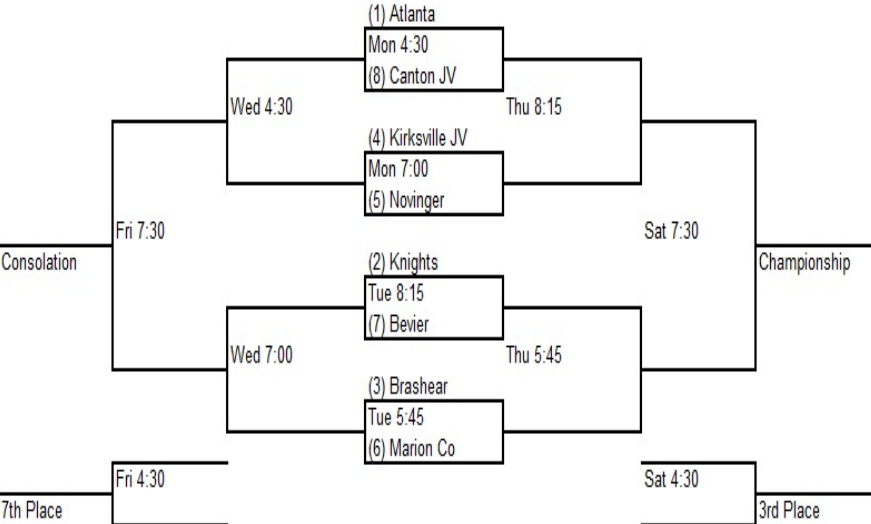 (1) Atlanta
Mon 4:30
(8) Canton JV
Wed 4:30
Thu 8:15
(4) Kirksville JV
Mon 7:00
(5) Novinger
Fri 7:30
Sat 7:30
Consolation
(2) Knights
Championship
Tue 8:15
(7) Bevier
Wed 7:00
Thu 5:45
(3) Brashear
Tue 5:45
(6) Marion Co
Fri 4:30
Sat 4:30
7th Place
3rd Place